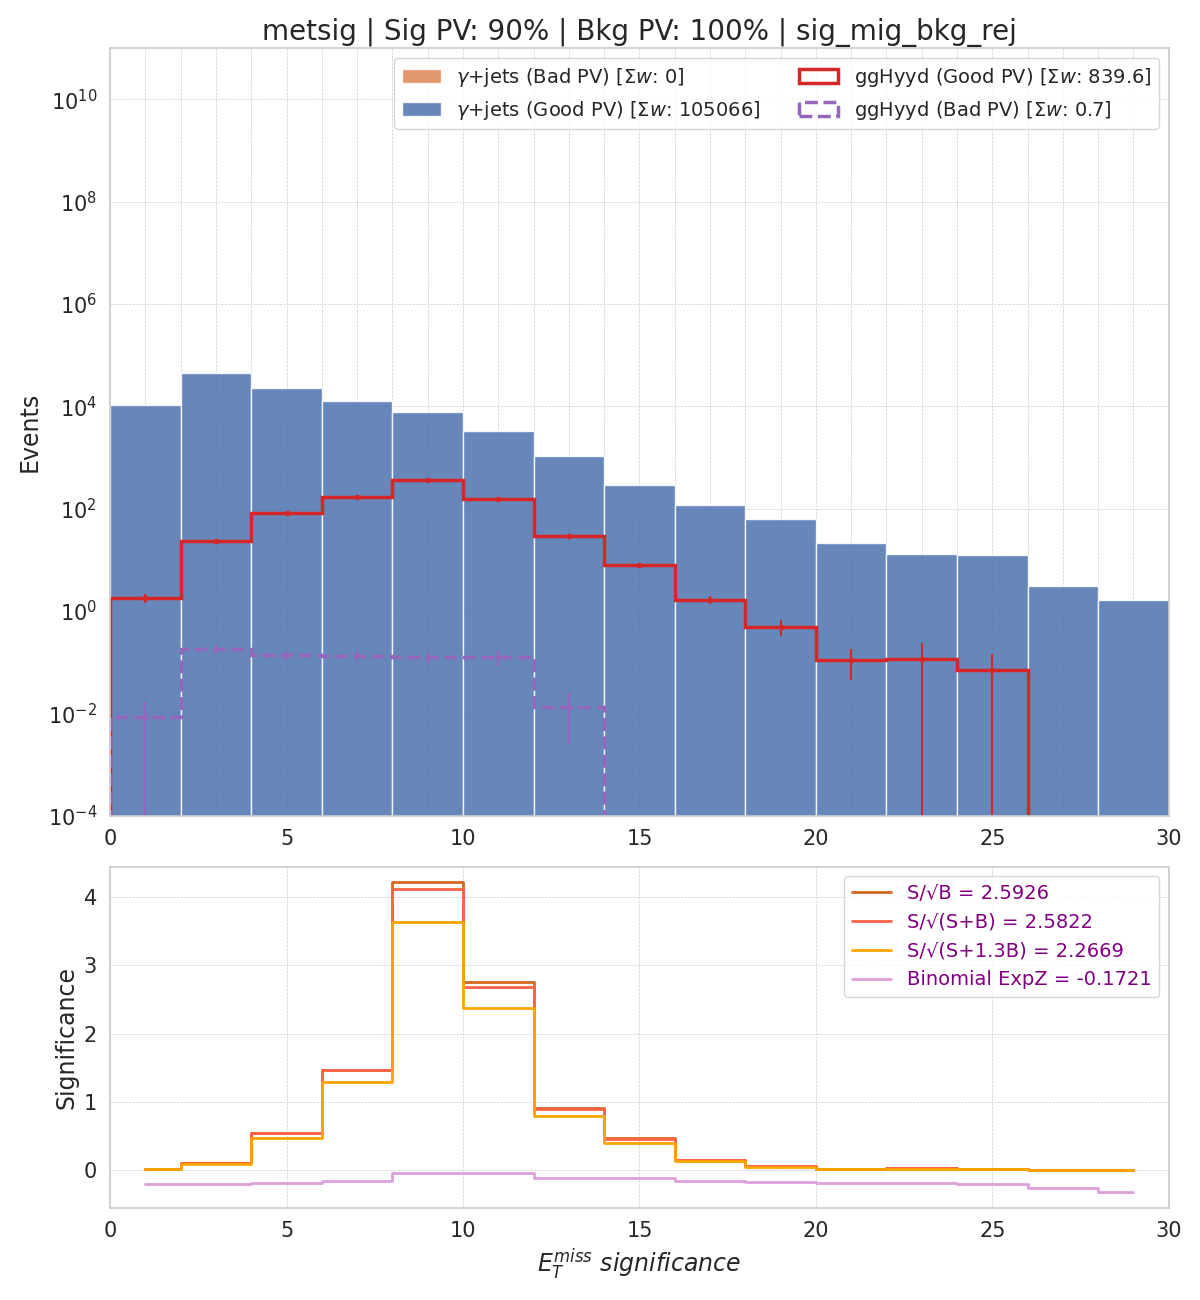 metsig | Sig PV: 90% | Bkg PV: 100% | sig_mig_bkg_rej
γ+jets (Bad PV) [Σw: 0]
γ+jets (Good PV) [Σw: 105066]
ggHyyd (Good PV) [Σw: 839.6]
ggHyyd (Bad PV) [Σw: 0.7]
Events
10^10
10^8
10^6
10^4
10^2
10^0
10^−2
10^−4
0 5 10 15 20 25 30
S/√B = 2.5926
S/√(S+B) = 2.5822
S/√(S+1.3B) = 2.2669
Binomial ExpZ = -0.1721
Significance
4
3
2
1
0
0 5 10 15 20 25 30
E_T^miss significance